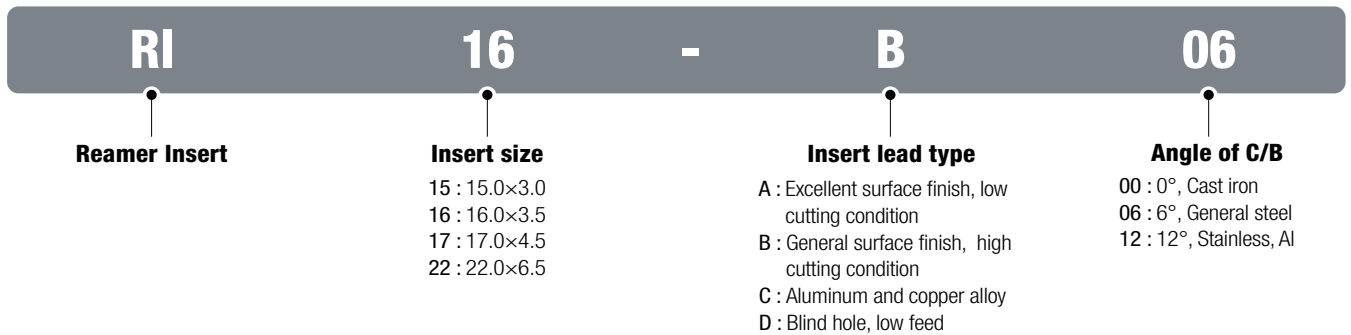 RI 16 - B 06
Reamer Insert
Insert size
15 : 15.0×3.0
16 : 16.0×3.5
17 : 17.0×4.5
22 : 22.0×6.5
Insert lead type
A : Excellent surface finish, low
cutting condition
B : General surface finish, high
cutting condition
C : Aluminum and copper alloy
D : Blind hole, low feed
Angle of C/B
00 : 0°, Cast iron
06 : 6°, General steel
12 : 12°, Stainless, Al